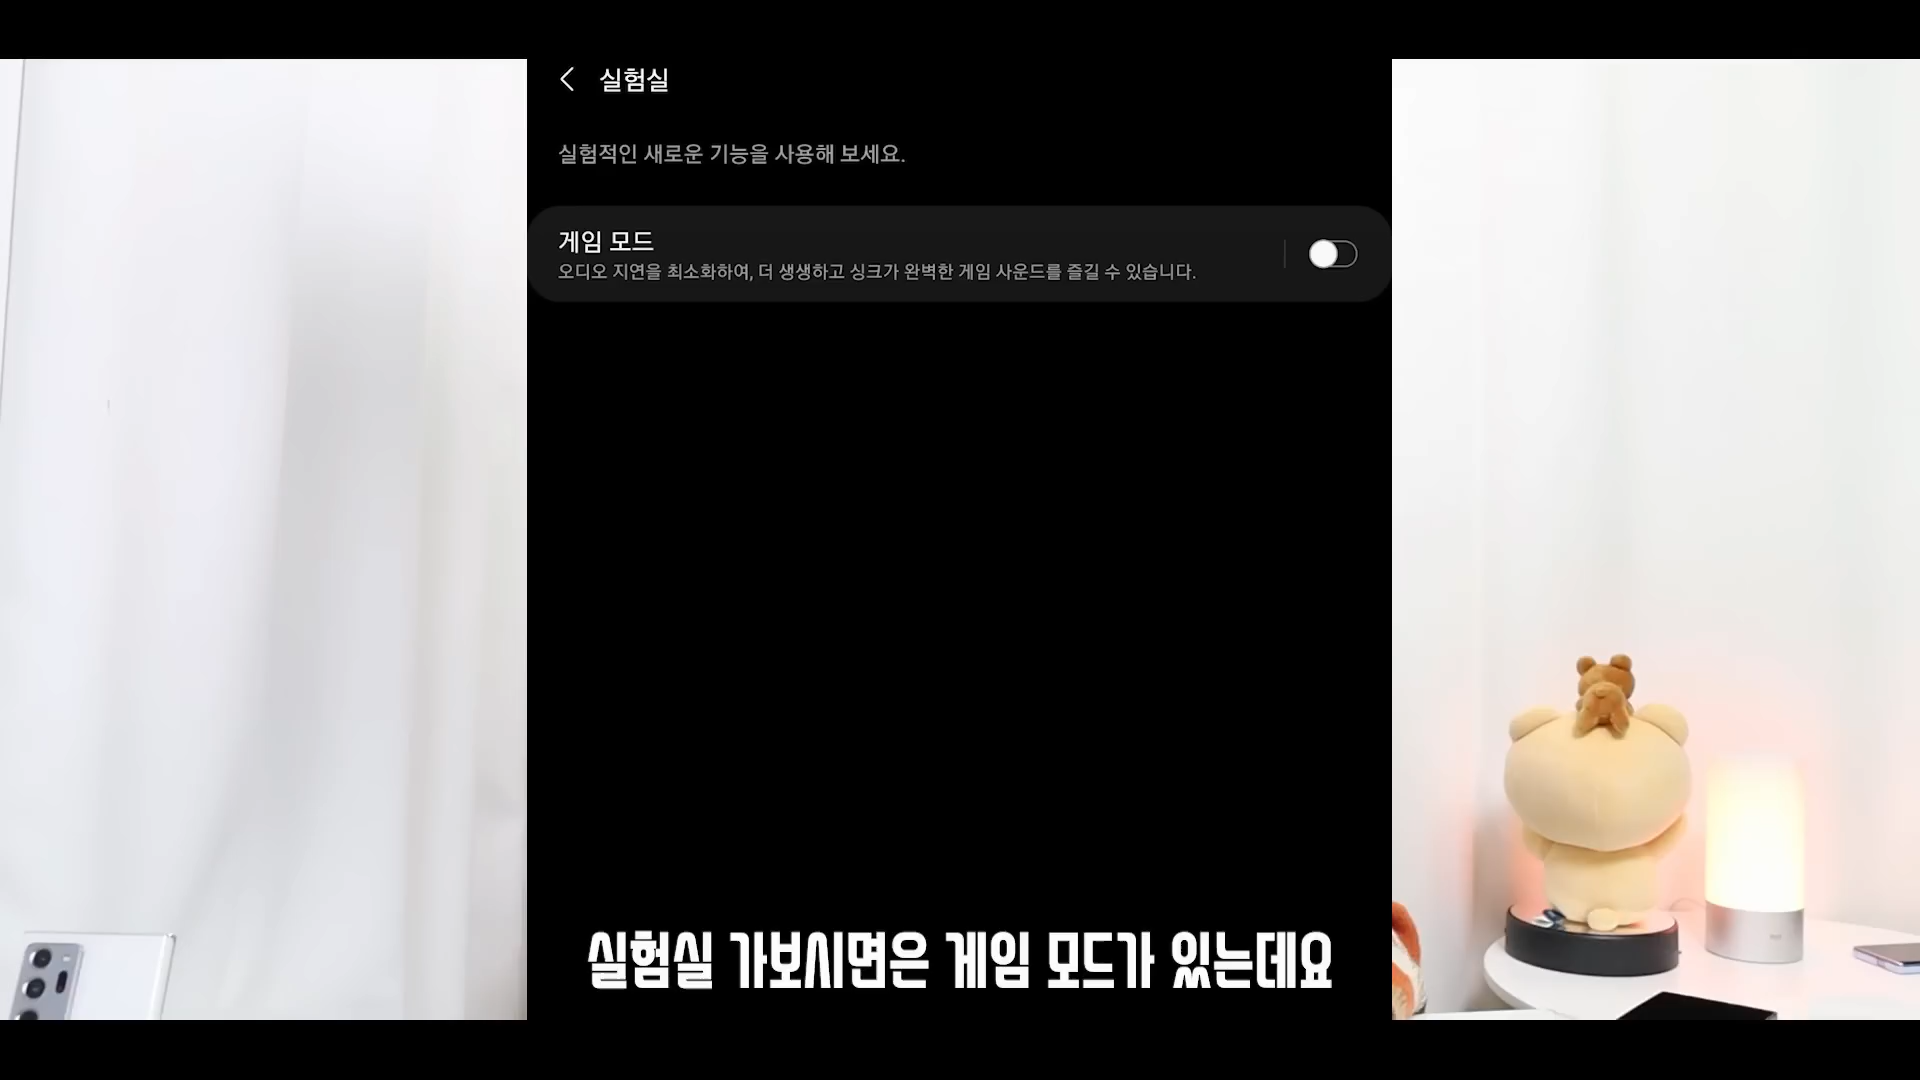 실험실
실험적인 새로운 기능을 사용해 보세요.
게임 모드
오디오 지연을 최소화하여, 더 생생하고 싱크가 완벽한 게임 사운드를 즐길 수 있습니다.
실험실 가보시면은 게임 모드가 있는데요